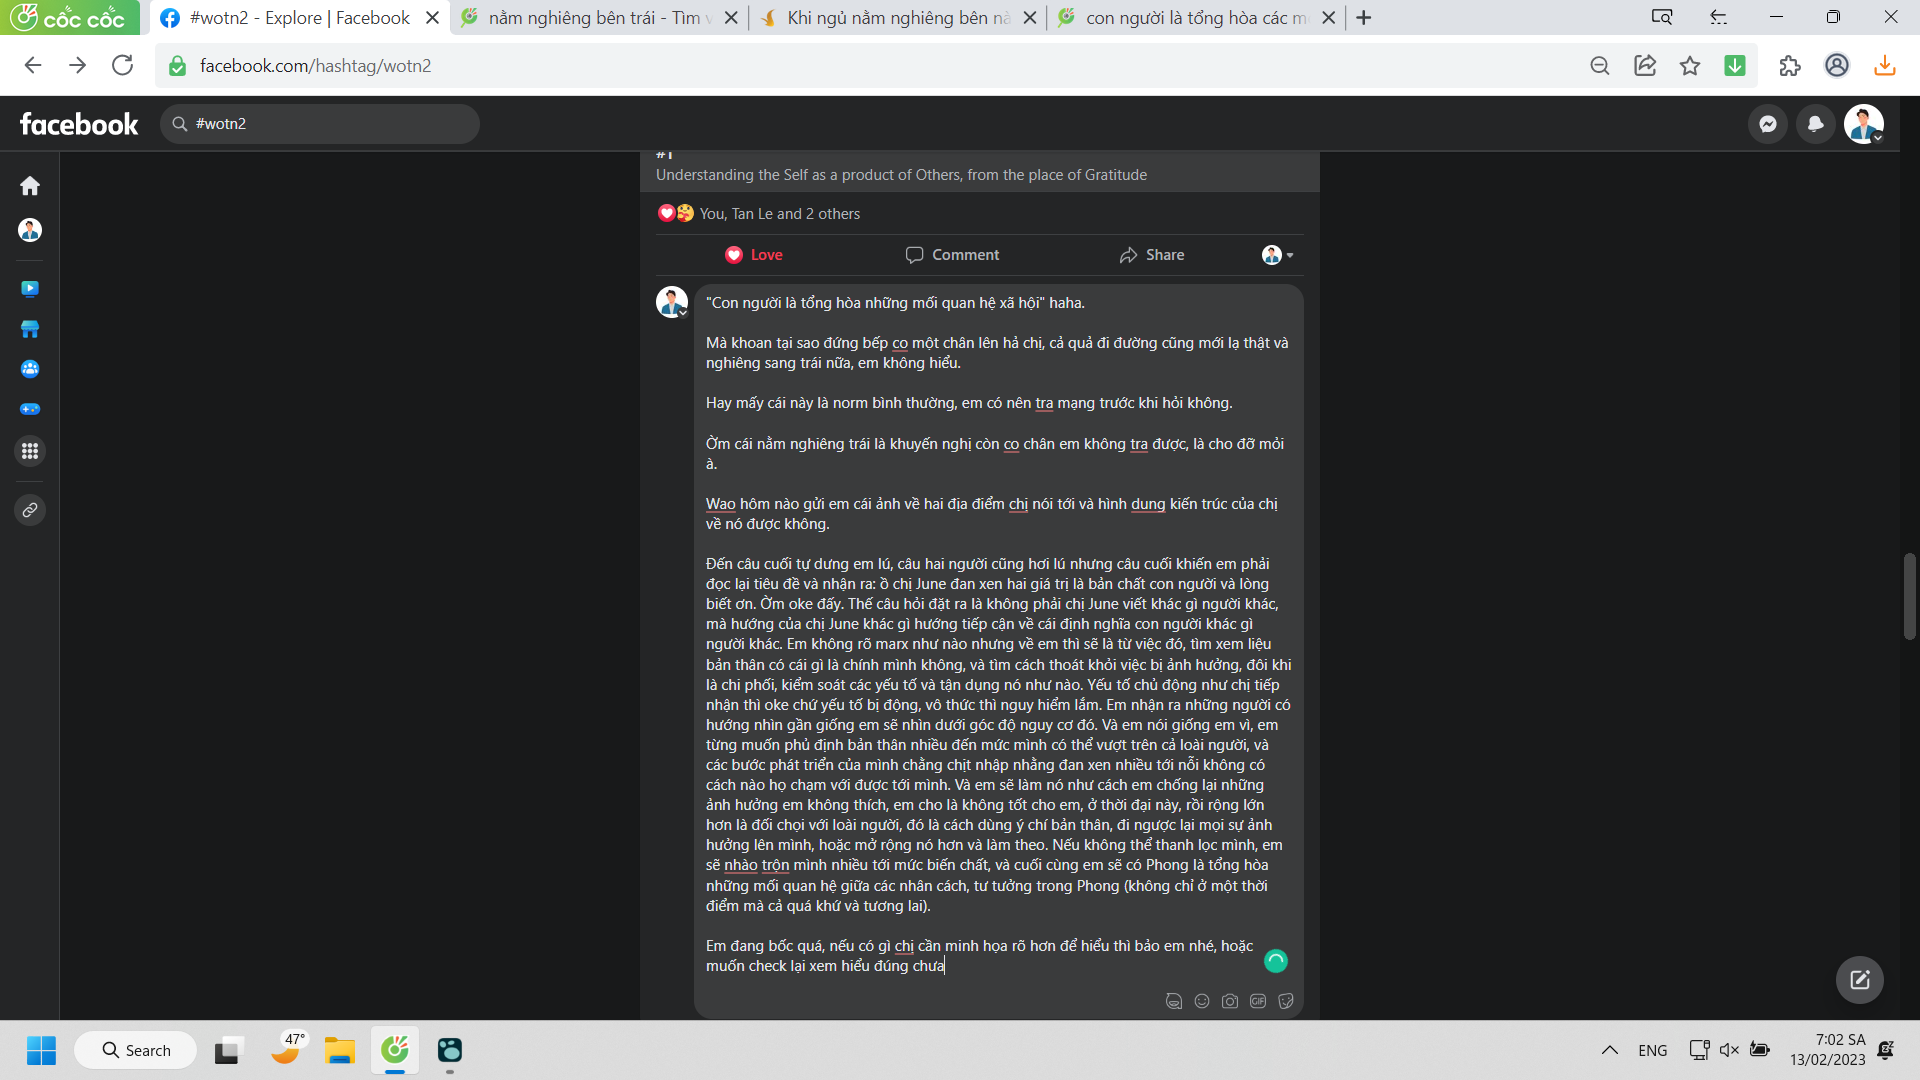 cốc cốc
#wotn2 - Explore | Facebook
nằm nghiêng bên trái - Tìm v
Khi ngủ nằm nghiêng bên nà
con người là tổng hòa các m
facebook.com/hashtag/wotn2
facebook
#wotn2
#1
Understanding the Self as a product of Others, from the place of Gratitude
You, Tan Le and 2 others
Love
Comment
Share
"Con người là tổng hòa những mối quan hệ xã hội" haha.
Mà khoan tại sao đứng bếp co một chân lên hả chị, cả quả đi đường cũng mới lạ thật và
nghiêng sang trái nữa, em không hiểu.
Hay mấy cái này là norm bình thường, em có nên tra mạng trước khi hỏi không.
Ờm cái nằm nghiêng trái là khuyến nghị còn co chân em không tra được, là cho đỡ mỏi
à.
Wao hôm nào gửi em cái ảnh về hai địa điểm chị nói tới và hình dung kiến trúc của chị
về nó được không.
Đến câu cuối tự dưng em lú, câu hai người cũng hơi lú nhưng câu cuối khiến em phải
đọc lại tiêu đề và nhận ra: ồ chị June đan xen hai giá trị là bản chất con người và lòng
biết ơn. Ờm oke đấy. Thế câu hỏi đặt ra là không phải chị June viết khác gì người khác,
mà hướng của chị June khác gì hướng tiếp cận về cái định nghĩa con người khác gì
người khác. Em không rõ marx như nào nhưng về em thì sẽ là từ việc đó, tìm xem liệu
bản thân có cái gì là chính mình không, và tìm cách thoát khỏi việc bị ảnh hưởng, đôi khi
là chi phối, kiểm soát các yếu tố và tận dụng nó như nào. Yếu tố chủ động như chị tiếp
nhận thì oke chứ yếu tố bị động, vô thức thì nguy hiểm lắm. Em nhận ra những người có
hướng nhìn gần giống em sẽ nhìn dưới góc độ nguy cơ đó. Và em nói giống em vì, em
từng muốn phủ định bản thân nhiều đến mức mình có thể vượt trên cả loài người, và
các bước phát triển của mình chằng chịt nhập nhằng đan xen nhiều tới nỗi không có
cách nào họ chạm với được tới mình. Và em sẽ làm nó như cách em chống lại những
ảnh hưởng em không thích, em cho là không tốt cho em, ở thời đại này, rồi rộng lớn
hơn là đối chọi với loài người, đó là cách dùng ý chí bản thân, đi ngược lại mọi sự ảnh
hưởng lên mình, hoặc mở rộng nó hơn và làm theo. Nếu không thể thanh lọc mình, em
sẽ nhào trộn mình nhiều tới mức biến chất, và cuối cùng em sẽ có Phong là tổng hòa
những mối quan hệ giữa các nhân cách, tư tưởng trong Phong (không chỉ ở một thời
điểm mà cả quá khứ và tương lai).
Em đang bốc quá, nếu có gì chị cần minh họa rõ hơn để hiểu thì bảo em nhé, hoặc
muốn check lại xem hiểu đúng chưa
GIF
Search
47°
ENG
7:02 SA
13/02/2023